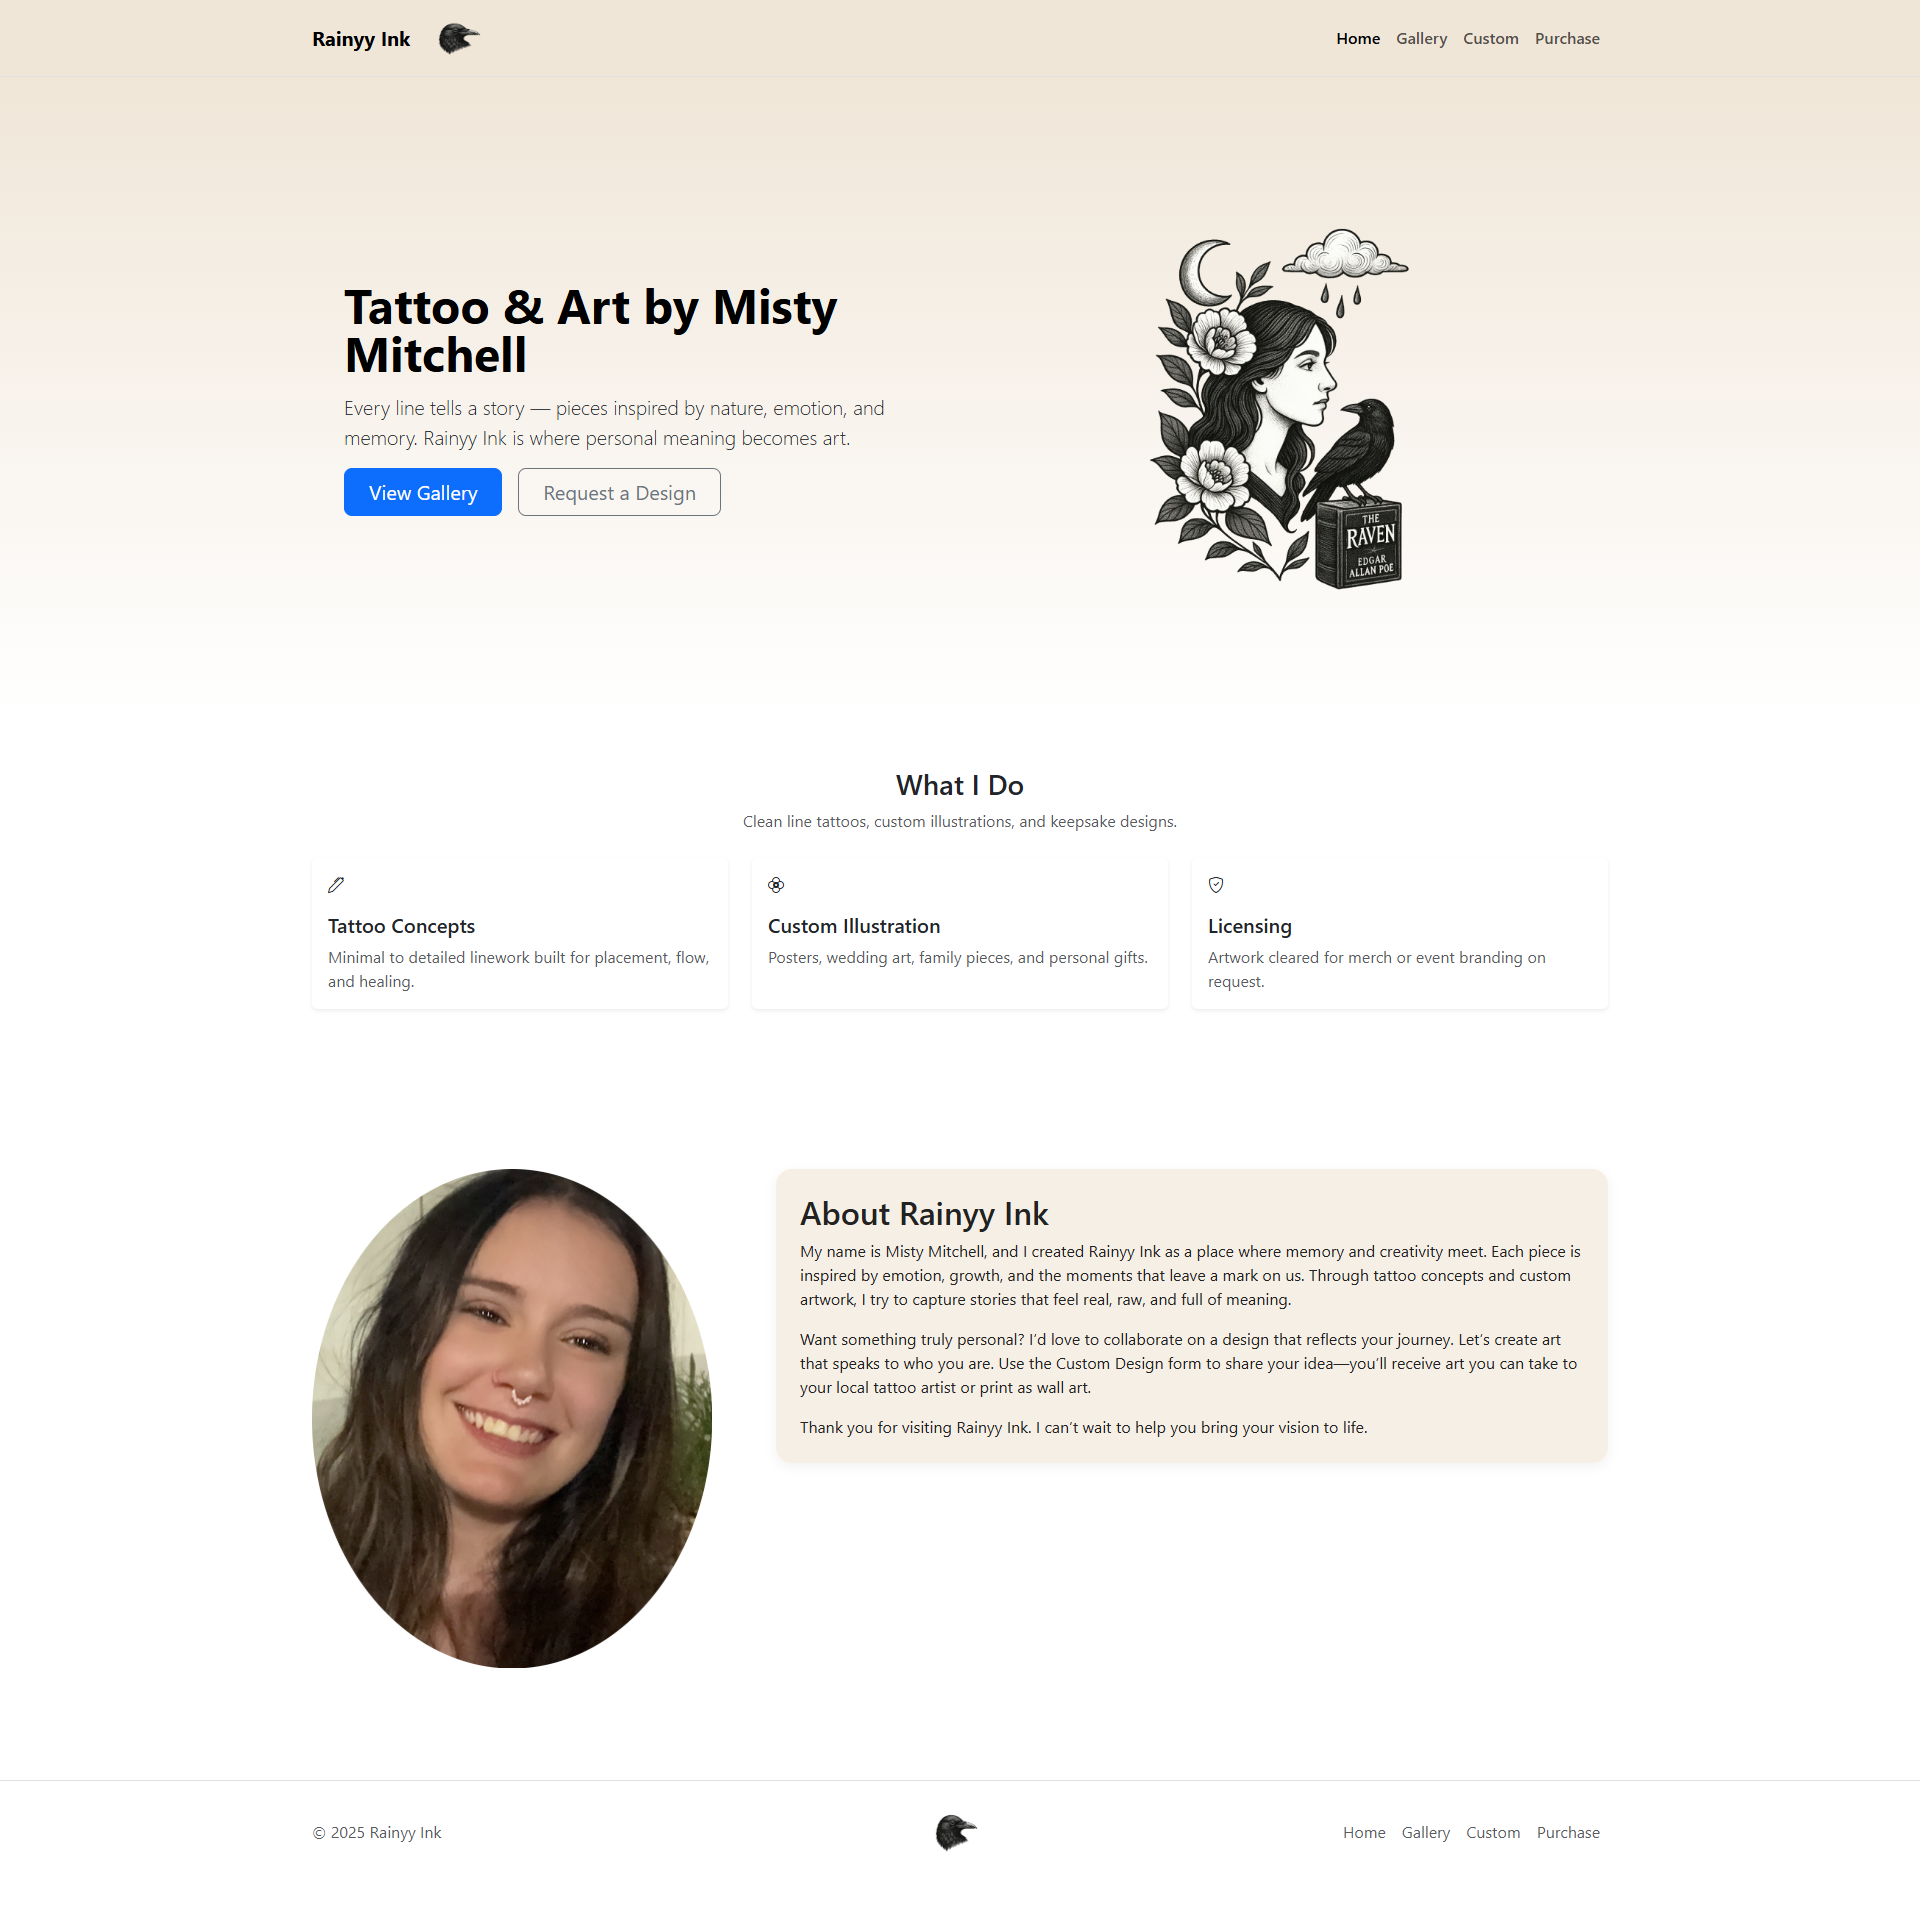 Rainyy Ink
Home Gallery Custom Purchase
Tattoo & Art by Misty
Mitchell
Every line tells a story — pieces inspired by nature, emotion, and
memory. Rainyy Ink is where personal meaning becomes art.
View Gallery Request a Design
THE
RAVEN
EDGAR
ALLAN POE
What I Do
Clean line tattoos, custom illustrations, and keepsake designs.
Tattoo Concepts
Minimal to detailed linework built for placement, flow,
and healing.
Custom Illustration
Posters, wedding art, family pieces, and personal gifts.
Licensing
Artwork cleared for merch or event branding on
request.
About Rainyy Ink
My name is Misty Mitchell, and I created Rainyy Ink as a place where memory and creativity meet. Each piece is
inspired by emotion, growth, and the moments that leave a mark on us. Through tattoo concepts and custom
artwork, I try to capture stories that feel real, raw, and full of meaning.
Want something truly personal? I’d love to collaborate on a design that reflects your journey. Let’s create art
that speaks to who you are. Use the Custom Design form to share your idea—you’ll receive art you can take to
your local tattoo artist or print as wall art.
Thank you for visiting Rainyy Ink. I can’t wait to help you bring your vision to life.
© 2025 Rainyy Ink
Home Gallery Custom Purchase